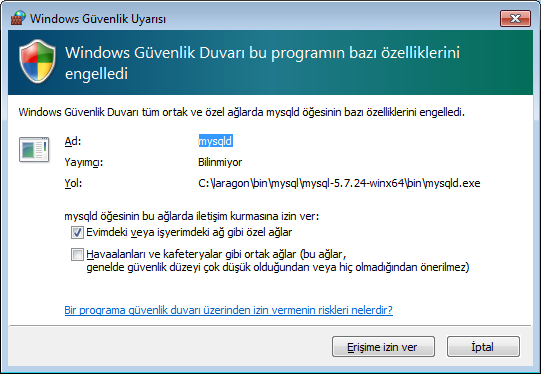 Windows Güvenlik Uyarısı
Windows Güvenlik Duvarı bu programın bazı özelliklerini
engelledi
Windows Güvenlik Duvarı tüm ortak ve özel ağlarda mysqld öğesinin bazı özelliklerini engelledi.
Ad: mysqld
Yayımg: Bilinmiyor
Yol: C:\laragon\bin\mysql\mysql-5.7.24-winx64\bin\mysqld.exe
mysqld öğesinin bu ağlarda iletişim kurmasına izin ver:
Evimdeki veya işyerimdeki ağ gibi özel ağlar
Havaalanları ve kafeteryalar gibi ortak ağlar (bu ağlar,
genelde güvenlik düzeyi çok düşük olduğundan veya hiç olmadığından önerilmez)
Bir programa güvenlik duvarı üzerinden izin vermenin riskleri nelerdir?
Erişime izin ver
İptal